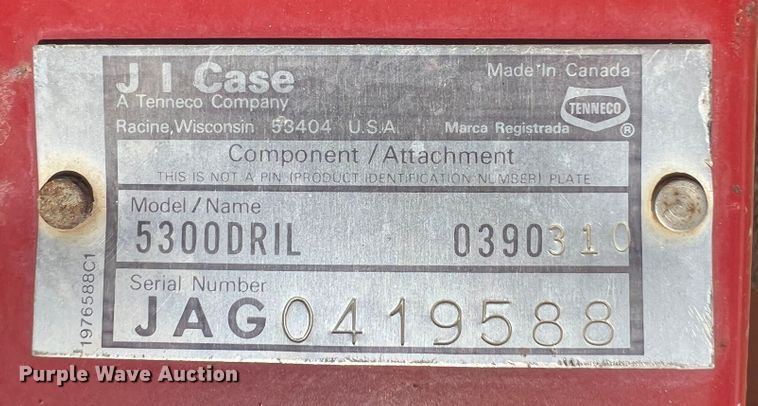 J I Case
A Tenneco Company
Racine, Wisconsin 53404 U.S.A.
Made in Canada
TENNECO
Marca Registrada ®
Component / Attachment
THIS IS NOT A PIN (PRODUCT IDENTIFICATION NUMBER) PLATE
Model / Name
5300DRIL 0390310
Serial Number
JAG0419588
1976588C1
Purple Wave Auction